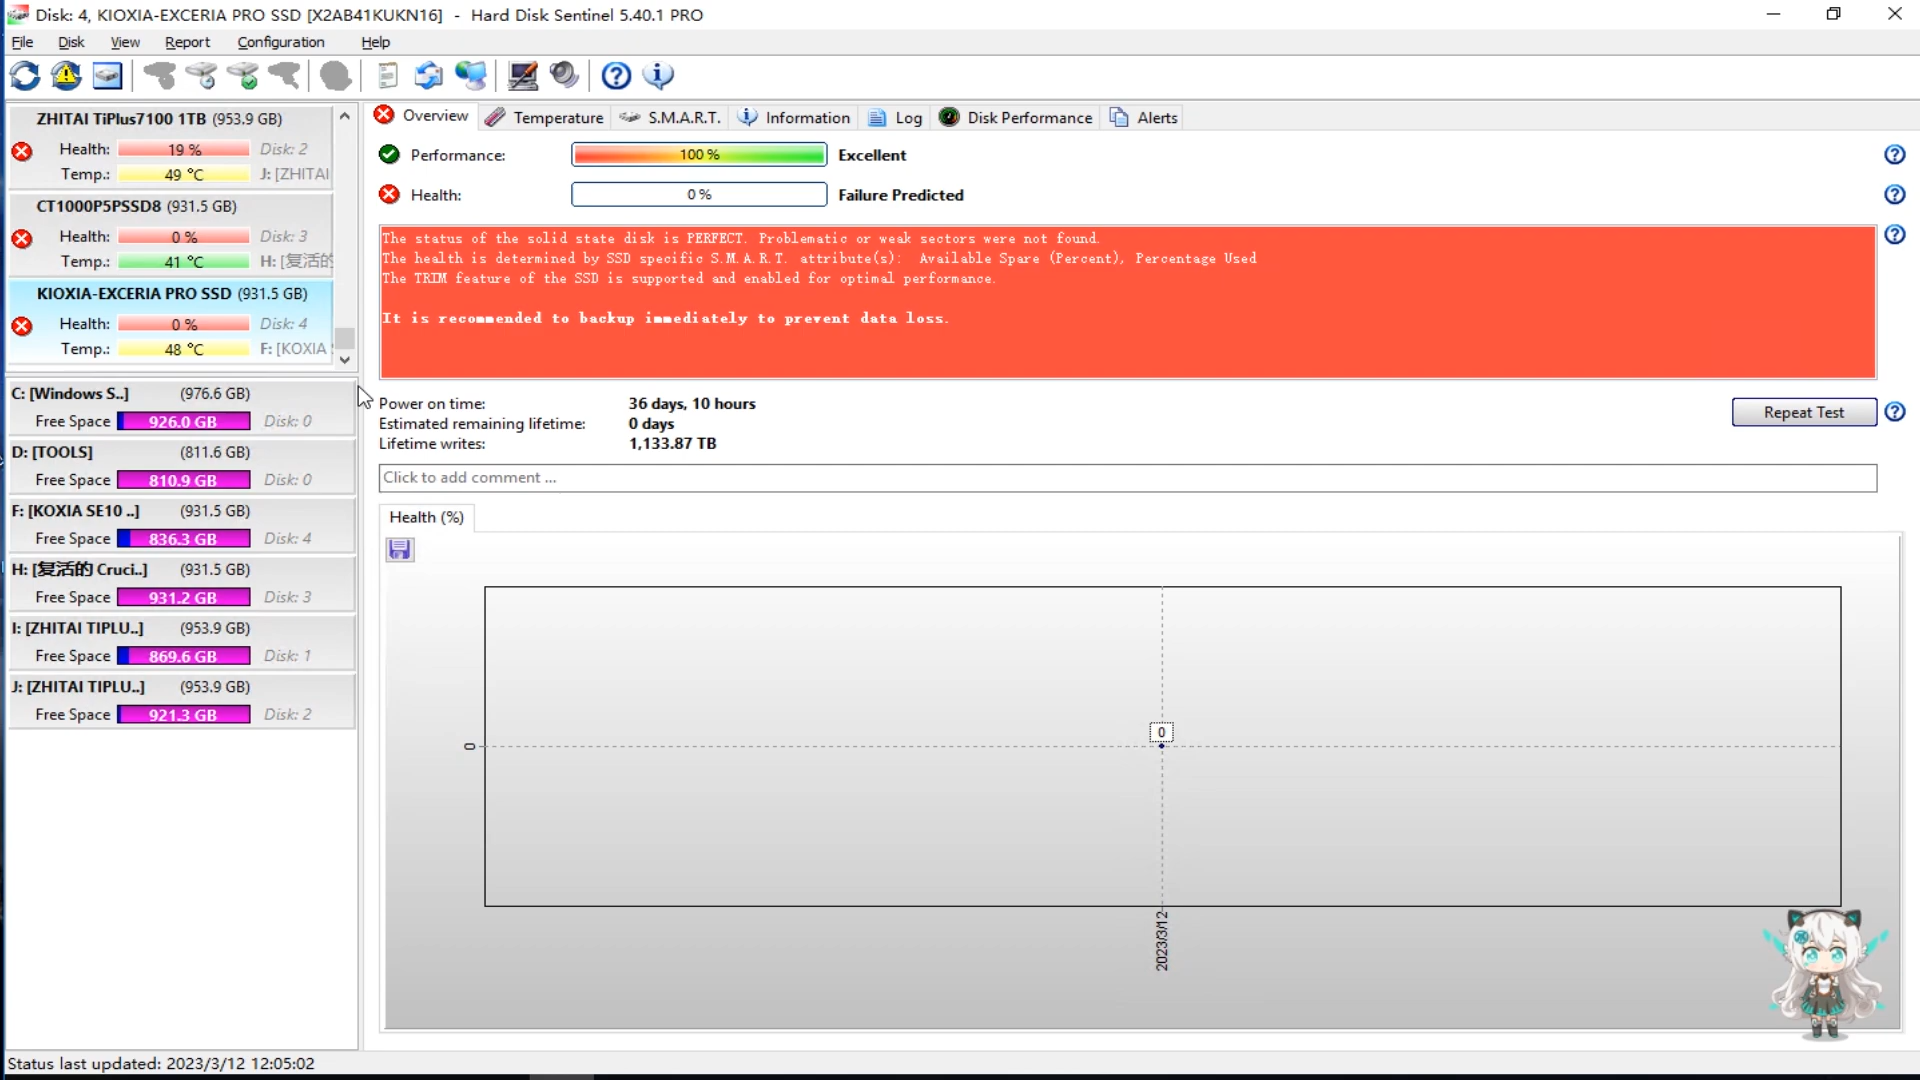 Disk: 4, KIOXIA-EXCERIA PRO SSD [X2AB41KUKN16] - Hard Disk Sentinel 5.40.1 PRO
File Disk View Report Configuration Help
ZHITAI TiPlus7100 1TB (953.9 GB)
Health: 19 % Disk: 2
Temp.: 49 °C J: [ZHITAI
CT1000P5PSSD8 (931.5 GB)
Health: 0 % Disk: 3
Temp.: 41 °C H: [复活的
KIOXIA-EXCERIA PRO SSD (931.5 GB)
Health: 0 % Disk: 4
Temp.: 48 °C F: [KOXIA
C: [Windows S..] (976.6 GB)
Free Space 926.0 GB Disk: 0
D: [TOOLS] (811.6 GB)
Free Space 810.9 GB Disk: 0
F: [KOXIA SE10 ..] (931.5 GB)
Free Space 836.3 GB Disk: 4
H: [复活的 Cruci..] (931.5 GB)
Free Space 931.2 GB Disk: 3
I: [ZHITAI TIPLU..] (953.9 GB)
Free Space 869.6 GB Disk: 1
J: [ZHITAI TIPLU..] (953.9 GB)
Free Space 921.3 GB Disk: 2
Overview Temperature S.M.A.R.T. Information Log Disk Performance Alerts
Performance: 100 % Excellent
Health: 0 % Failure Predicted
The status of the solid state disk is PERFECT. Problematic or weak sectors were not found.
The health is determined by SSD specific S.M.A.R.T. attribute(s): Available Spare (Percent), Percentage Used
The TRIM feature of the SSD is supported and enabled for optimal performance.
It is recommended to backup immediately to prevent data loss.
Power on time: 36 days, 10 hours
Estimated remaining lifetime: 0 days
Lifetime writes: 1,133.87 TB
Repeat Test
Click to add comment ...
Health (%)
0
0
2023/3/12
Status last updated: 2023/3/12 12:05:02